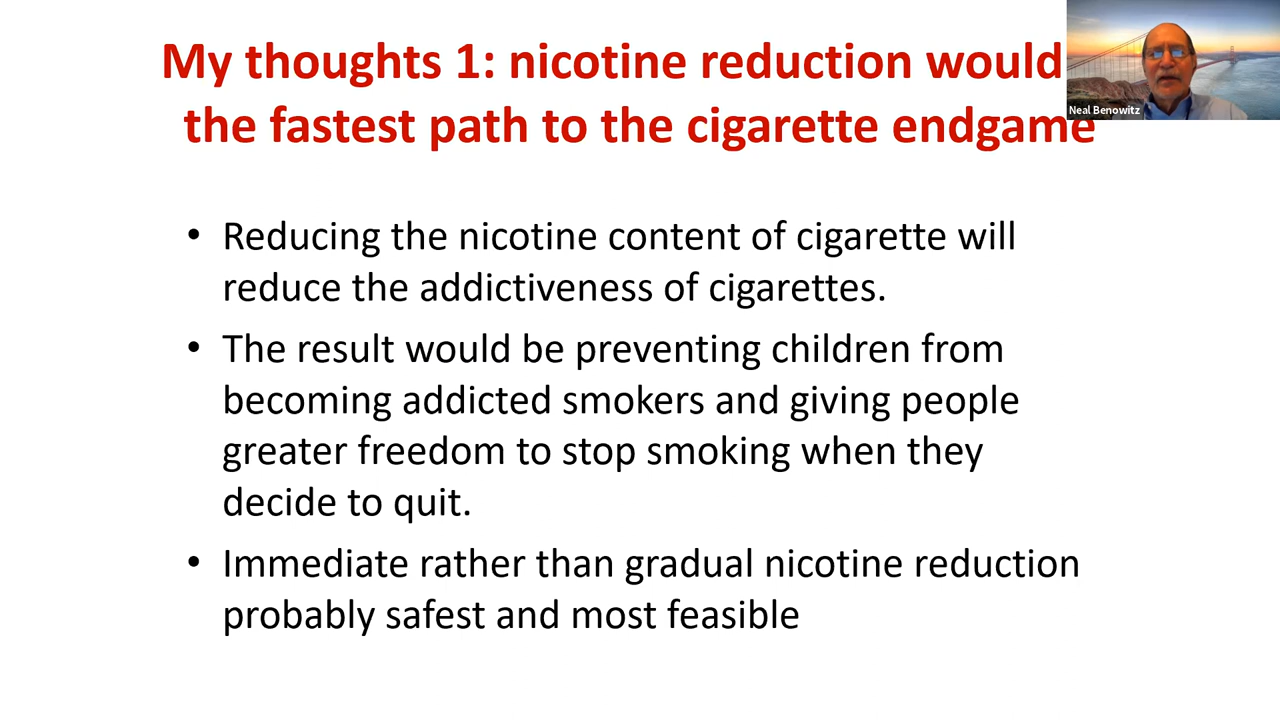 My thoughts 1: nicotine reduction would
the fastest path to the cigarette endgame
Neal Benowitz
• Reducing the nicotine content of cigarette will
reduce the addictiveness of cigarettes.
• The result would be preventing children from
becoming addicted smokers and giving people
greater freedom to stop smoking when they
decide to quit.
• Immediate rather than gradual nicotine reduction
probably safest and most feasible